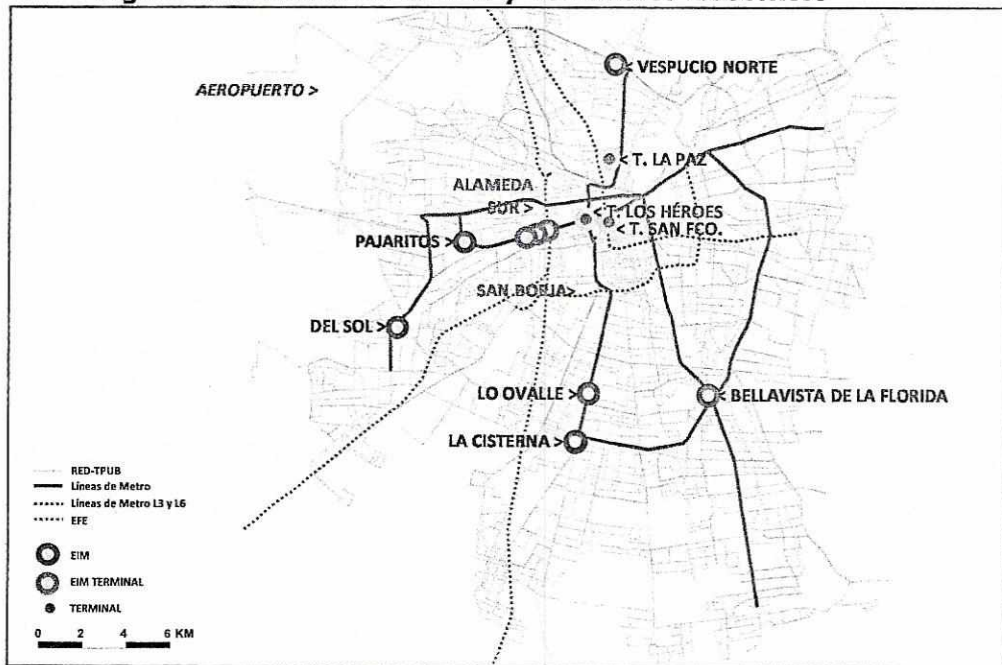 < VESPUCIO NORTE
AEROPUERTO >
< T. LA PAZ
ALAMEDA
SUR >
< T. LOS HÉROES
< T. SAN FCO.
PAJARITOS >
SAN BORJA>
DEL SOL >
LO OVALLE >
< BELLAVISTA DE LA FLORIDA
LA CISTERNA >
RED-TPUB
Líneas de Metro
Líneas de Metro L3 y L6
EFE
EIM
EIM TERMINAL
TERMINAL
0 2 4 6 KM